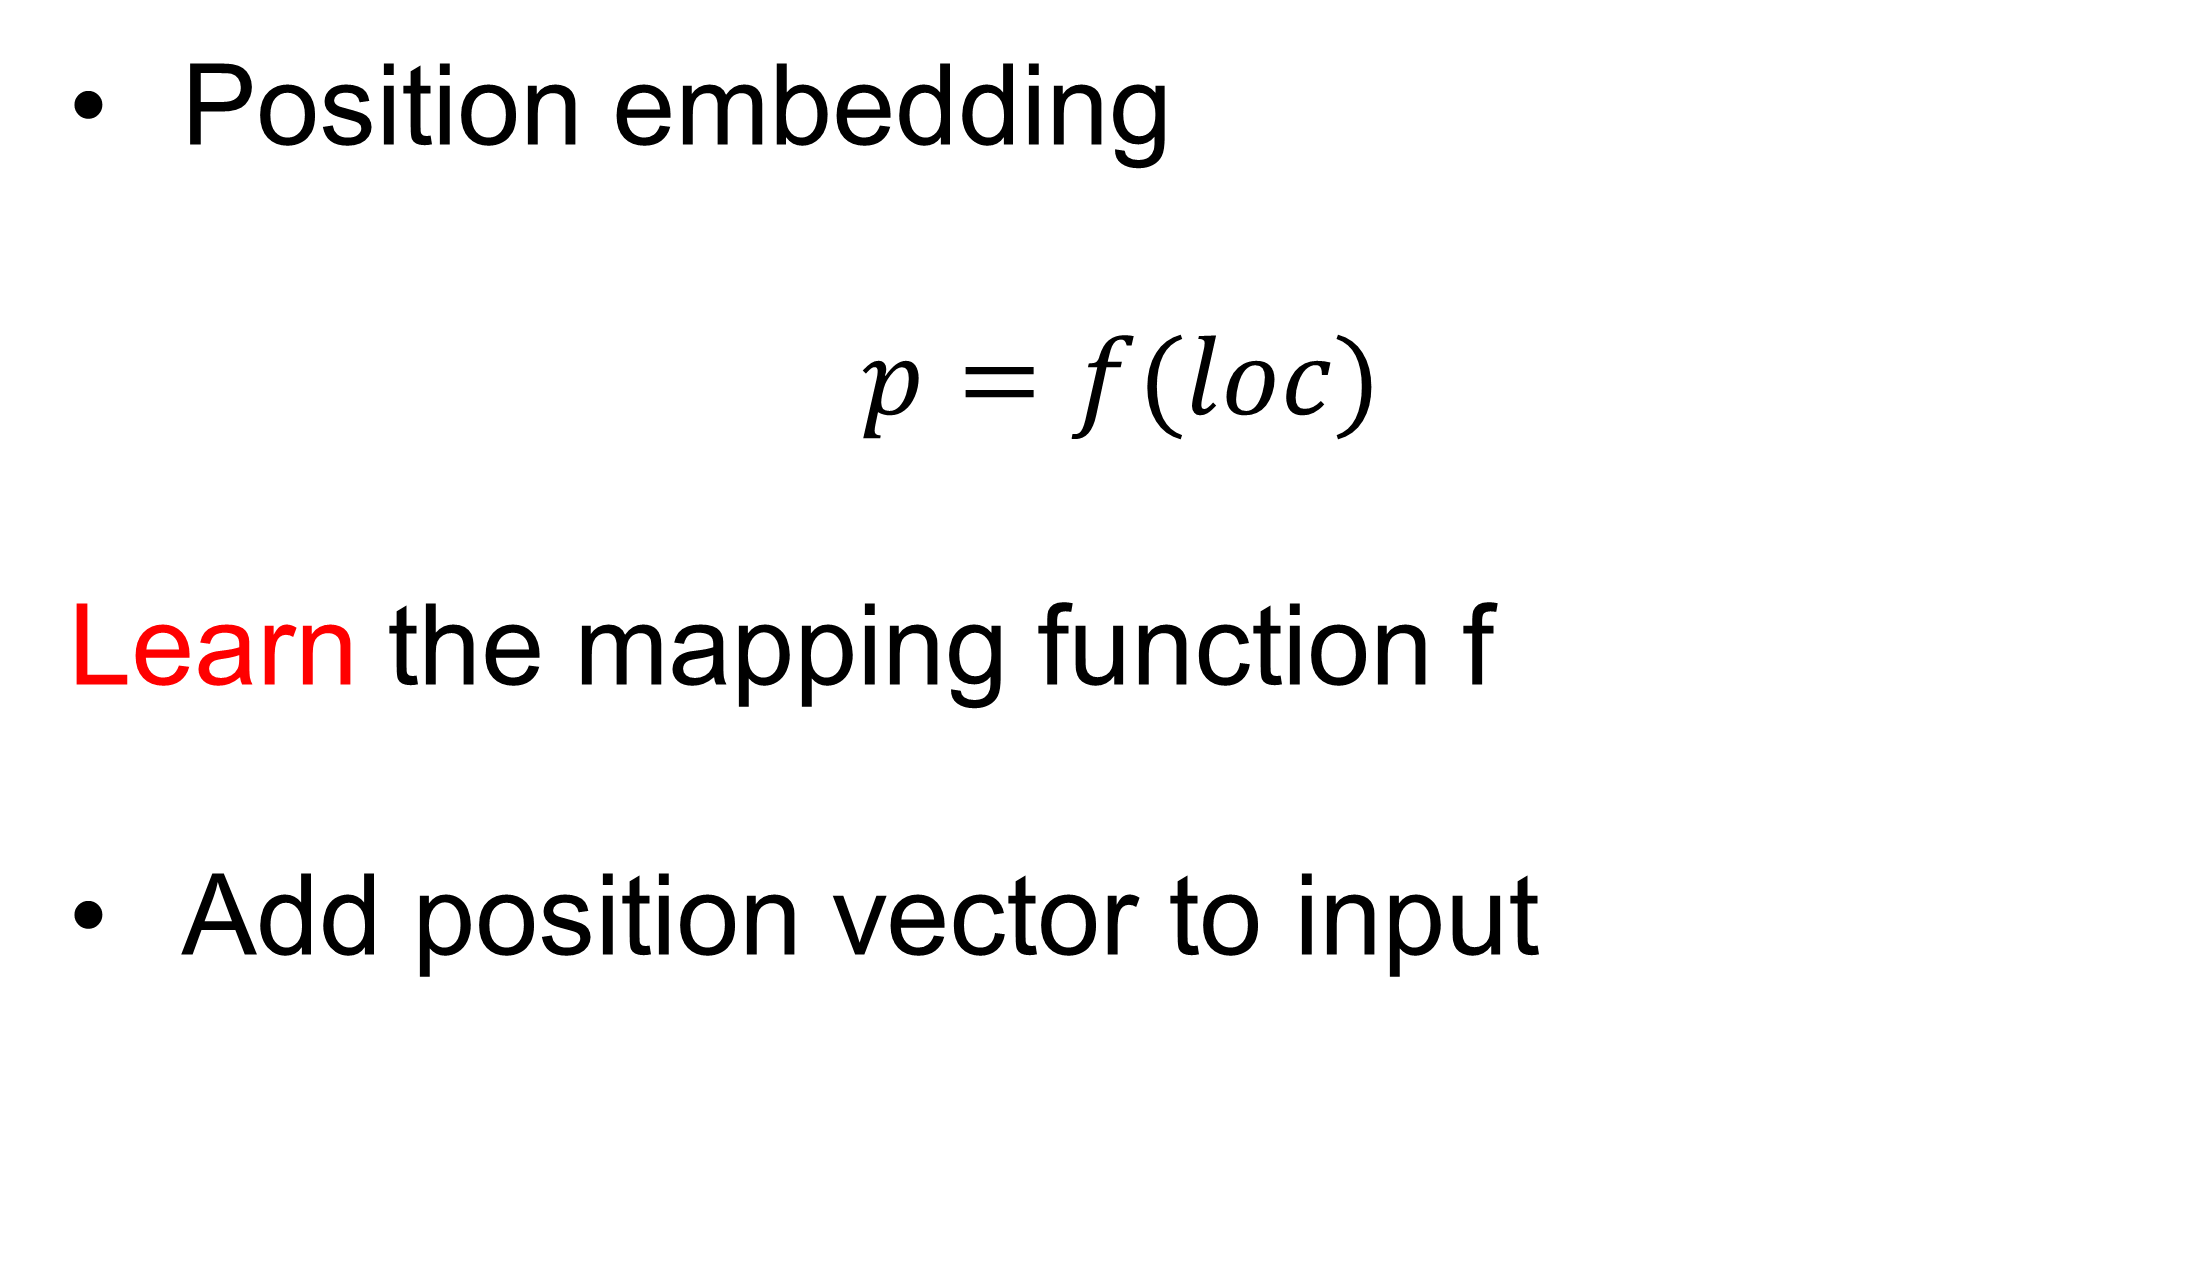 • Position embedding
p = f(loc)
Learn the mapping function f
• Add position vector to input